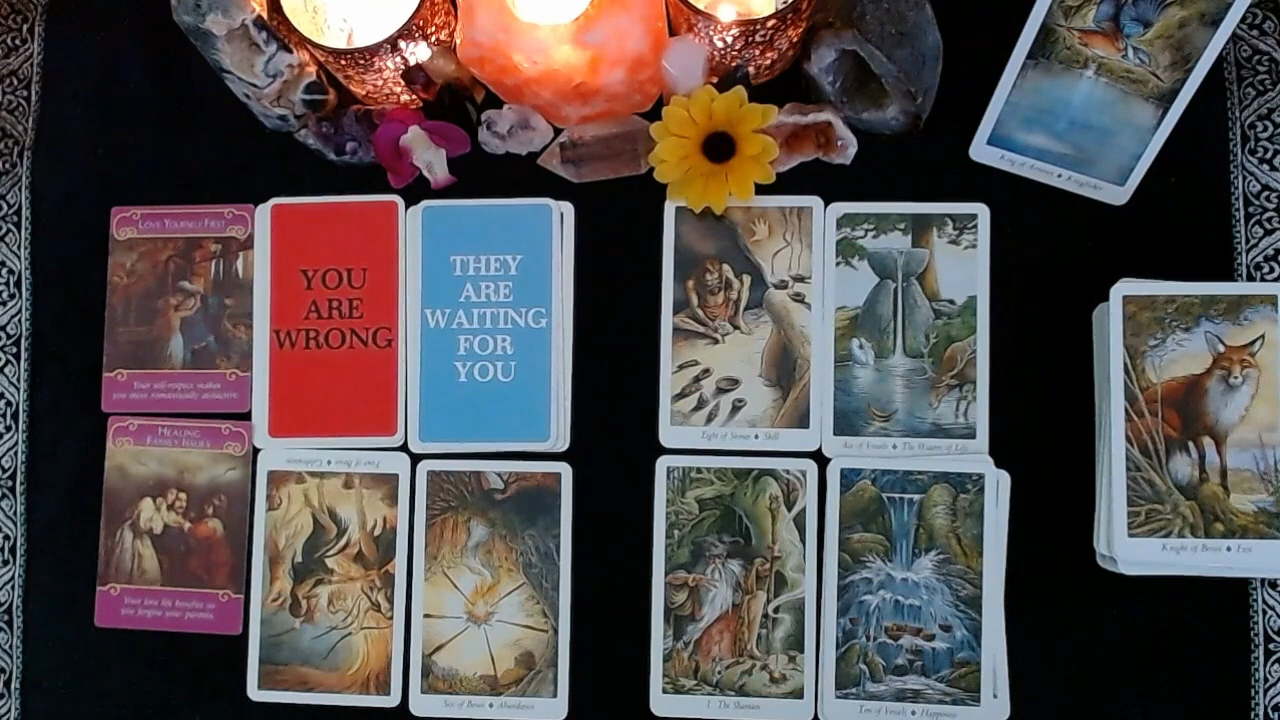 LOVE YOURSELF FIRST
Your self-respect makes
you more romantically attractive
YOU
ARE
WRONG
THEY
ARE
WAITING
FOR
YOU
Eight of Stones ♦ Skill
Ace of Vessels ♦ The Waters of Life
King of Arrows ♦ Kingfisher
Knight of Bows ♦ Fox
HEALING
FAMILY ISSUES
Your love life benefits as
you forgive your parents
Four of Bows ♦ Celebration
Six of Bows ♦ Abundance
1. The Shaman
Ten of Vessels ♦ Happiness